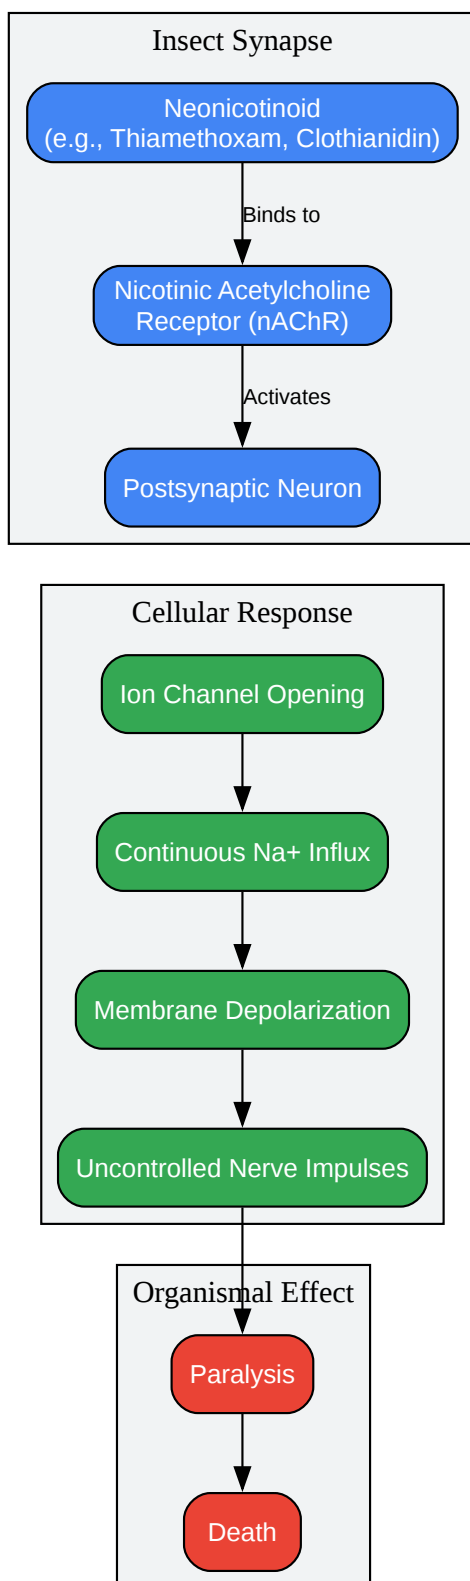 Insect Synapse
Neonicotinoid
(e.g., Thiamethoxam, Clothianidin)
Binds to
Nicotinic Acetylcholine
Receptor (nAChR)
Activates
Postsynaptic Neuron
Cellular Response
Ion Channel Opening
Continuous Na+ Influx
Membrane Depolarization
Uncontrolled Nerve Impulses
Organismal Effect
Paralysis
Death